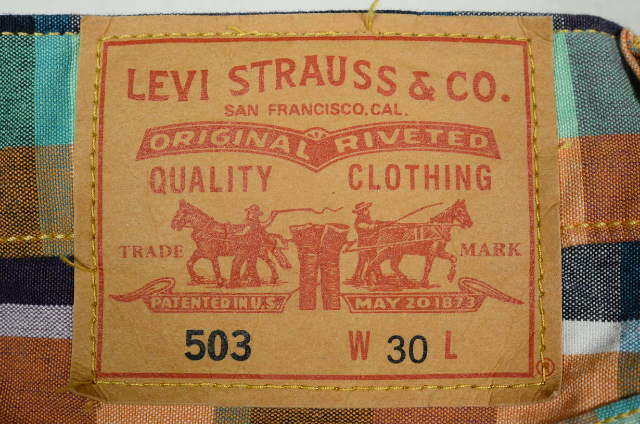 LEVI STRAUSS & CO.
SAN FRANCISCO, CAL.
ORIGINAL RIVETED
QUALITY CLOTHING
TRADE MARK
PATENTED IN U.S. MAY 20 1873
503 W 30 L
®